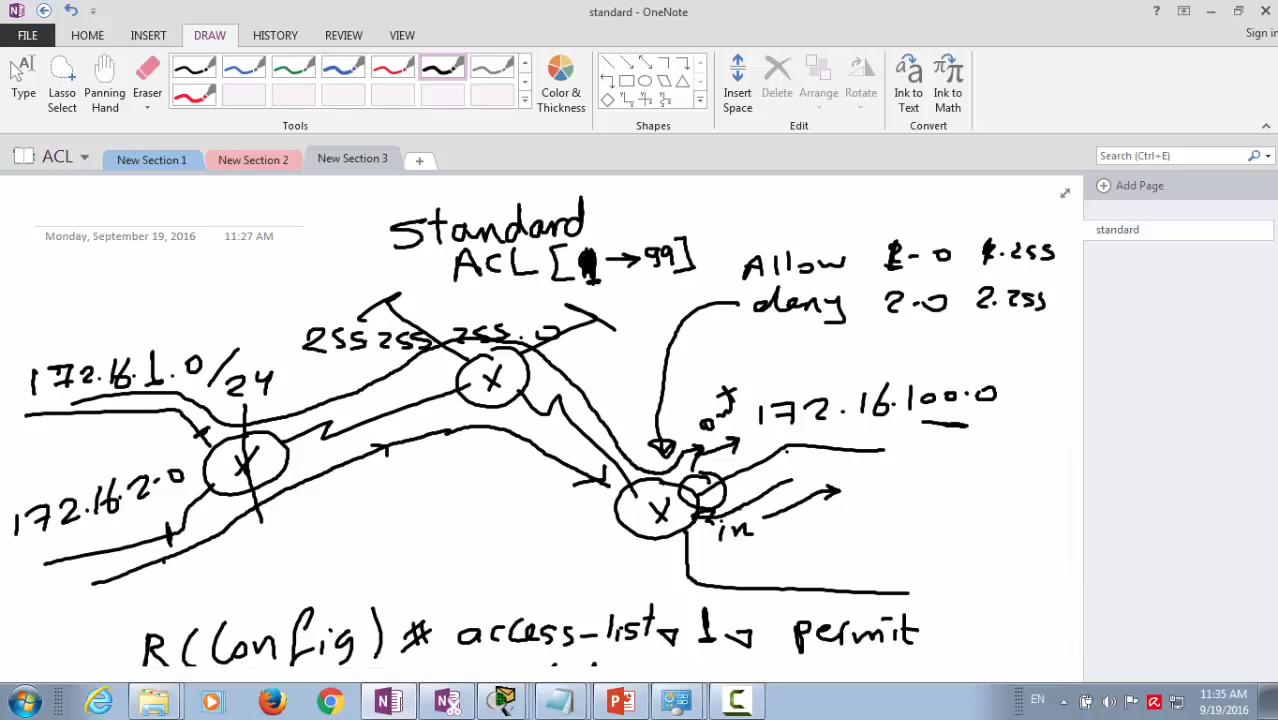 standard - OneNote
? 
Sign in
FILE HOME INSERT DRAW HISTORY REVIEW VIEW
Type
Lasso Select
Panning Hand
Eraser
Color & Thickness
Insert Space
Delete
Arrange
Rotate
Ink to Text
Ink to Math
Tools
Shapes
Edit
Convert
ACL
New Section 1
New Section 2
New Section 3
Search (Ctrl+E)
Add Page
standard
Monday, September 19, 2016 11:27 AM
Standard
ACL [1→99]
Allow 1-0 1.255
deny 2-0 2.255
255 255 255.0
172.16.1.0/24
172.16.100.0
172.16.2.0
X
X
X
in
R(Config)# access-list 1 permit
EN
11:35 AM
9/19/2016